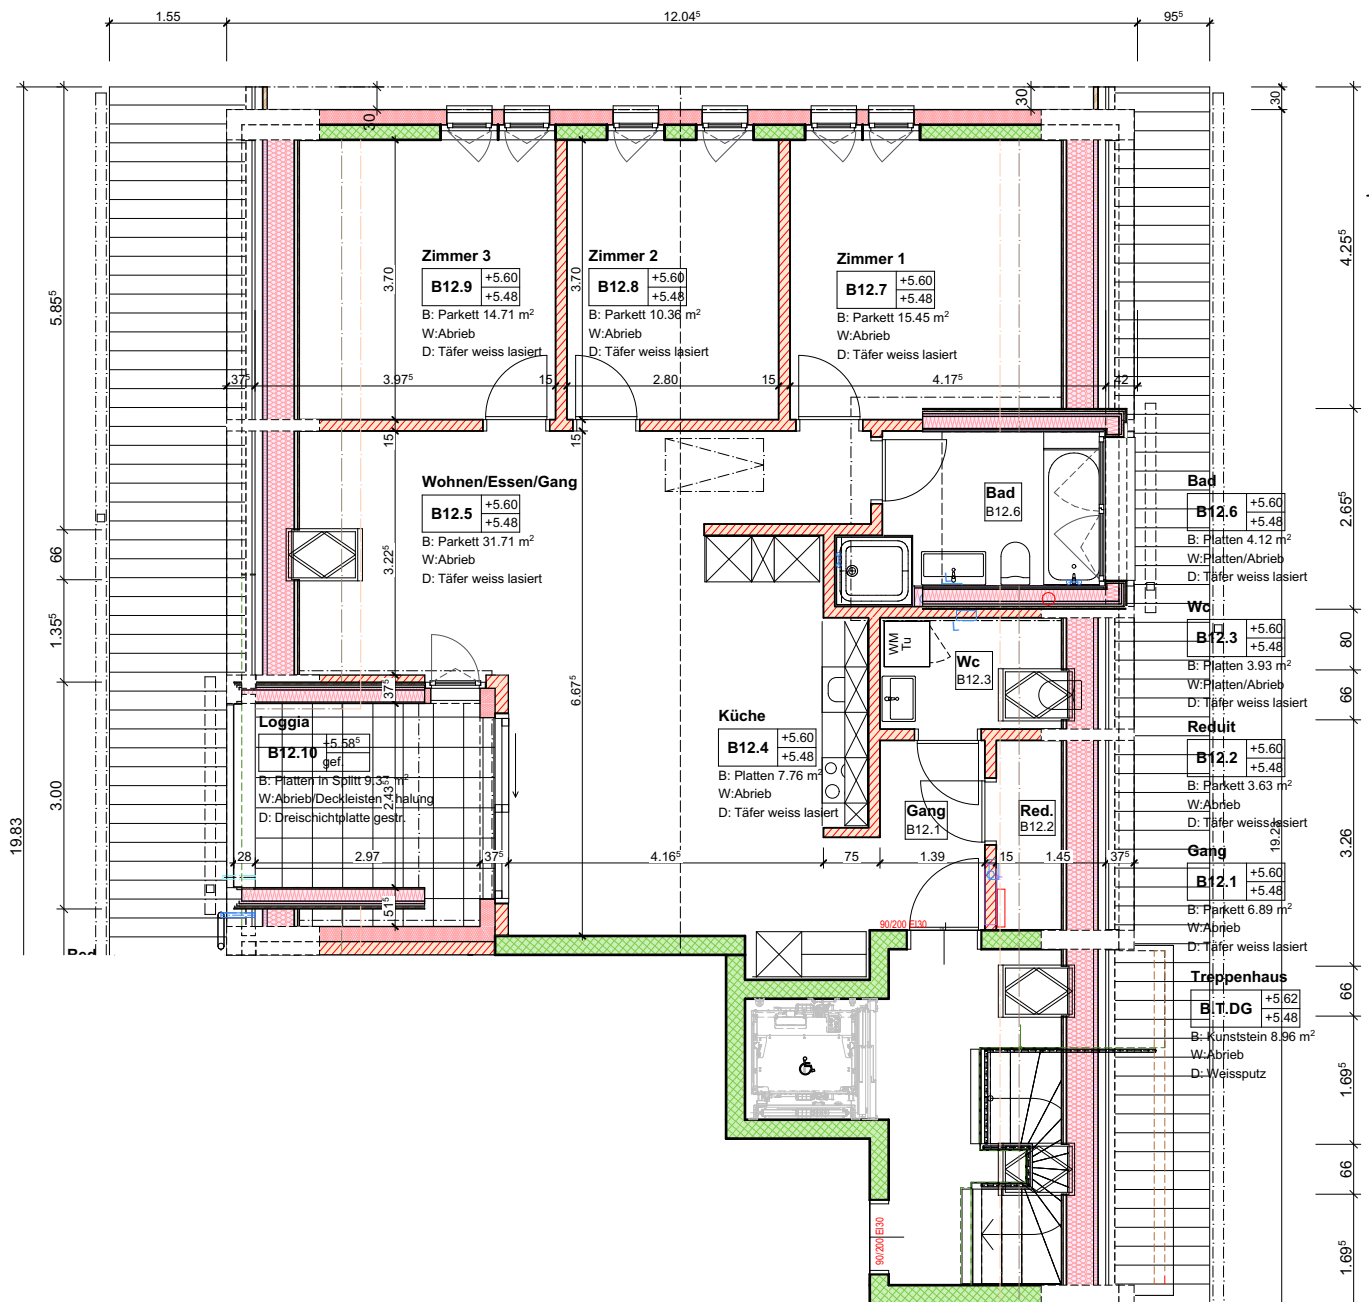 1.55
12.04⁵
95⁵
30
30
30
5.85⁵
66
1.35⁵
3.00
19.83
4.25⁵
2.65⁵
80
66
3.26
66
1.69⁵
66
1.69⁵
3.70
3.70
Zimmer 3
B12.9
+5.60
+5.48
B: Parkett 14.71 m²
W:Abrieb
D: Täfer weiss lasiert
Zimmer 2
B12.8
+5.60
+5.48
B: Parkett 10.36 m²
W:Abrieb
D: Täfer weiss lasiert
Zimmer 1
B12.7
+5.60
+5.48
B: Parkett 15.45 m²
W:Abrieb
D: Täfer weiss lasiert
37⁵
3.97⁵
15
2.80
15
4.17⁵
42
15
15
Wohnen/Essen/Gang
B12.5
+5.60
+5.48
B: Parkett 31.71 m²
W:Abrieb
D: Täfer weiss lasiert
3.22⁵
6.67⁵
Bad
B12.6
Bad
B12.6
+5.60
+5.48
B: Platten 4.12 m²
W:Platten/Abrieb
D: Täfer weiss lasiert
WM
Tu
Wc
B12.3
Wc
B12.3
+5.60
+5.48
B: Platten 3.93 m²
W:Platten/Abrieb
D: Täfer weiss lasiert
37⁵
Loggia
B12.10
+5.58⁵
gef.
B: Platten in Splitt 9.3 m²
W:Abrieb/Deckleisten halung
D: Dreischichtplatte gestr.
2.43⁵
51⁵
Küche
B12.4
+5.60
+5.48
B: Platten 7.76 m²
W:Abrieb
D: Täfer weiss lasiert
Reduit
B12.2
+5.60
+5.48
B: Parkett 3.63 m²
W:Abrieb
D: Täfer weiss lasiert
Gang
B12.1
Red.
B12.2
28
2.97
37⁵
4.16⁵
75
1.39
15
1.45
37⁵
Gang
B12.1
+5.60
+5.48
B: Parkett 6.89 m²
W:Abrieb
D: Täfer weiss lasiert
90/200 EI30
Treppenhaus
B.T.DG
+5.62
+5.48
B: Kunststein 8.96 m²
W:Abrieb
D: Weissputz
90/200 EI30